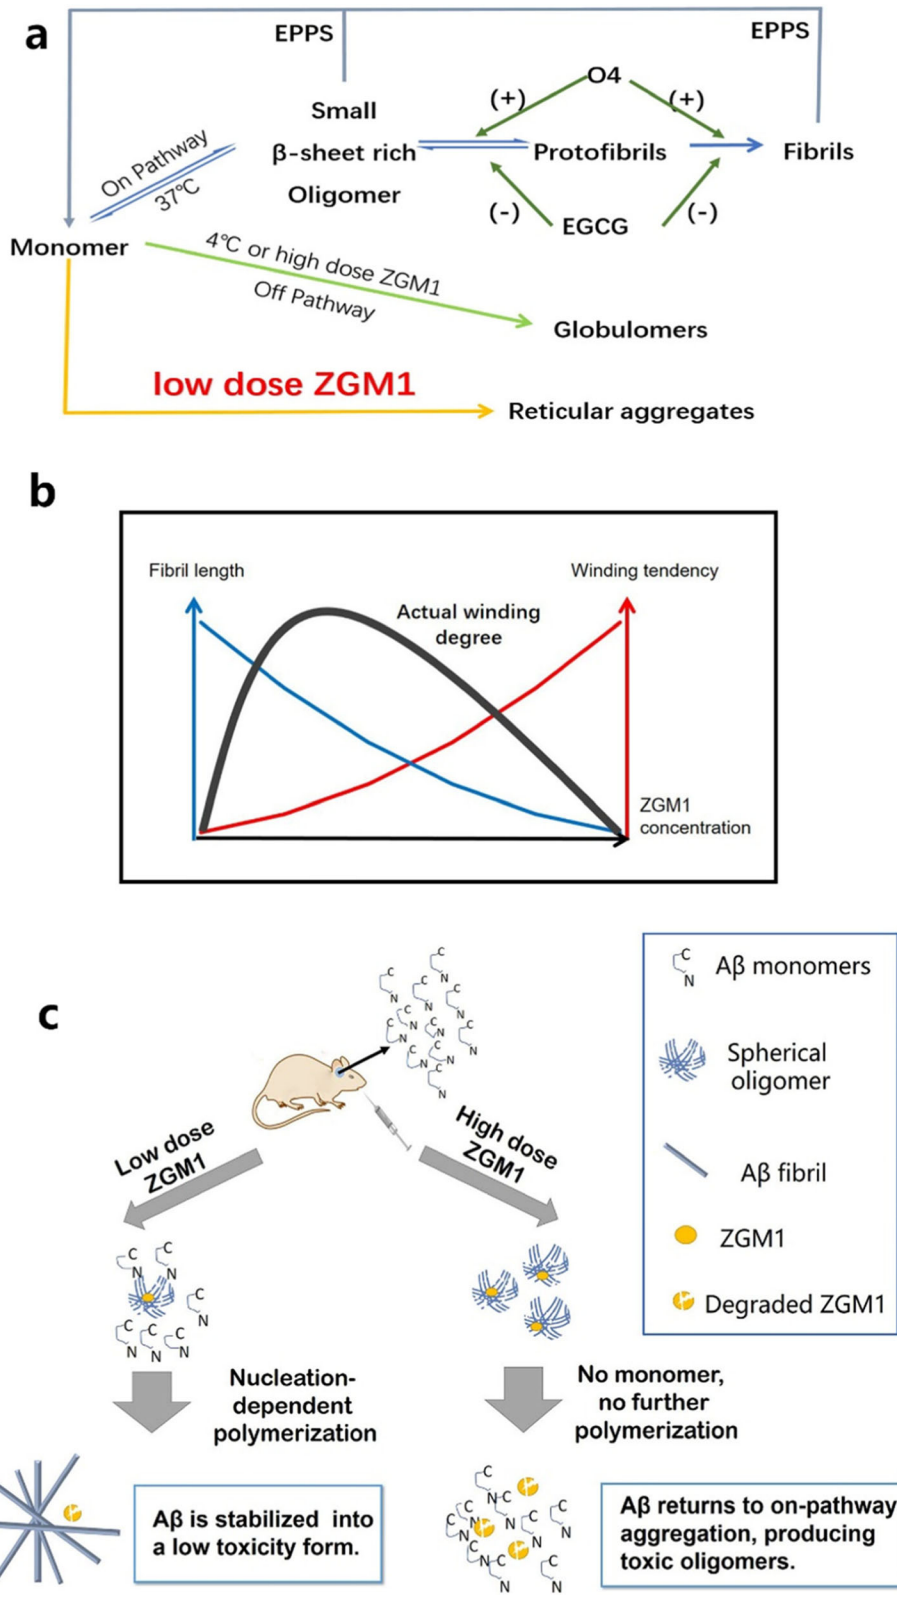 a
EPPS
EPPS
O4
(+)
(+)
Small
β-sheet rich
Oligomer
Protofibrils
Fibrils
On Pathway
37℃
(-)
(-)
EGCG
Monomer
4℃ or high dose ZGM1
Off Pathway
Globulomers
low dose ZGM1
Reticular aggregates
b
Fibril length
Winding tendency
Actual winding
degree
ZGM1
concentration
c
C
N
C
N
C
N
C
N
C
N
C
N
C
N
C
N
C
N
C
N
C
N
C
N
Aβ monomers
Spherical
oligomer
Aβ fibril
ZGM1
Degraded ZGM1
Low dose
ZGM1
High dose
ZGM1
C
N
C
N
C
N
C
N
C
N
C
N
Nucleation-
dependent
polymerization
No monomer,
no further
polymerization
C
N
C
N
C
N
C
N
C
N
C
N
C
N
C
N
Aβ is stabilized into
a low toxicity form.
Aβ returns to on-pathway
aggregation, producing
toxic oligomers.